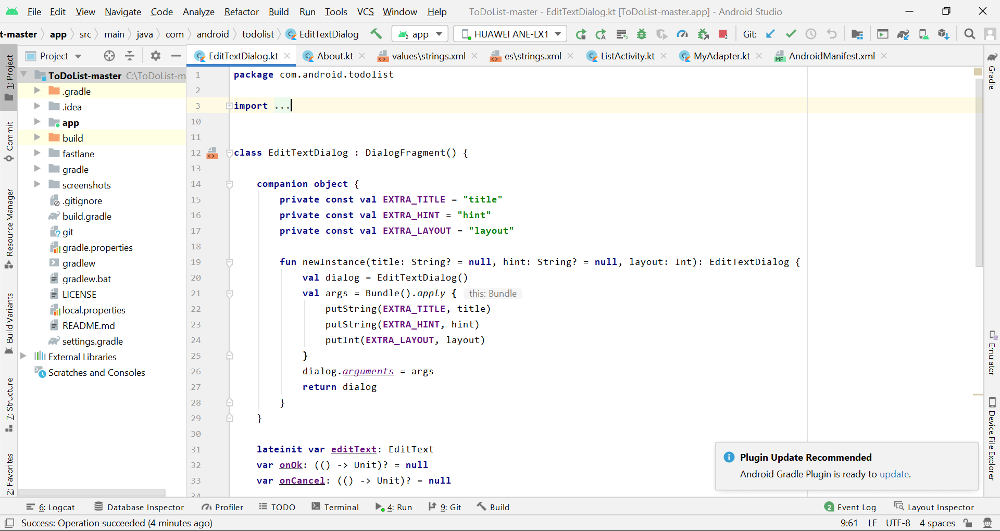 File Edit View Navigate Code Analyze Refactor Build Run Tools VCS Window Help ToDoList-master - EditTextDialog.kt [ToDoList-master.app] - Android Studio
t-master app src main java com android todolist EditTextDialog app HUAWEI ANE-LX1 Git:
Project
EditTextDialog.kt About.kt values\strings.xml es\strings.xml ListActivity.kt MyAdapter.kt AndroidManifest.xml
1: Project
Commit
Resource Manager
Build Variants
7: Structure
2: Favorites
ToDoList-master C:\ToDoList-m
.gradle
.idea
app
build
fastlane
gradle
screenshots
.gitignore
build.gradle
git
gradle.properties
gradlew
gradlew.bat
LICENSE
local.properties
README.md
settings.gradle
External Libraries
Scratches and Consoles
1 package com.android.todolist
2
3 import ...
10
11
12 class EditTextDialog : DialogFragment() {
13
14 companion object {
15 private const val EXTRA_TITLE = "title"
16 private const val EXTRA_HINT = "hint"
17 private const val EXTRA_LAYOUT = "layout"
18
19 fun newInstance(title: String? = null, hint: String? = null, layout: Int): EditTextDialog {
20 val dialog = EditTextDialog()
21 val args = Bundle().apply { this: Bundle
22 putString(EXTRA_TITLE, title)
23 putString(EXTRA_HINT, hint)
24 putInt(EXTRA_LAYOUT, layout)
25 }
26 dialog.arguments = args
27 return dialog
28 }
29 }
30
31 lateinit var editText: EditText
32 var onOk: (() -> Unit)? = null
33 var onCancel: (() -> Unit)? = null
34
Gradle
Emulator
Device File Explorer
Plugin Update Recommended
Android Gradle Plugin is ready to update.
6: Logcat Database Inspector Profiler TODO Terminal 4: Run 9: Git Build 2 Event Log Layout Inspector
Success: Operation succeeded (4 minutes ago) 9:61 LF UTF-8 4 spaces